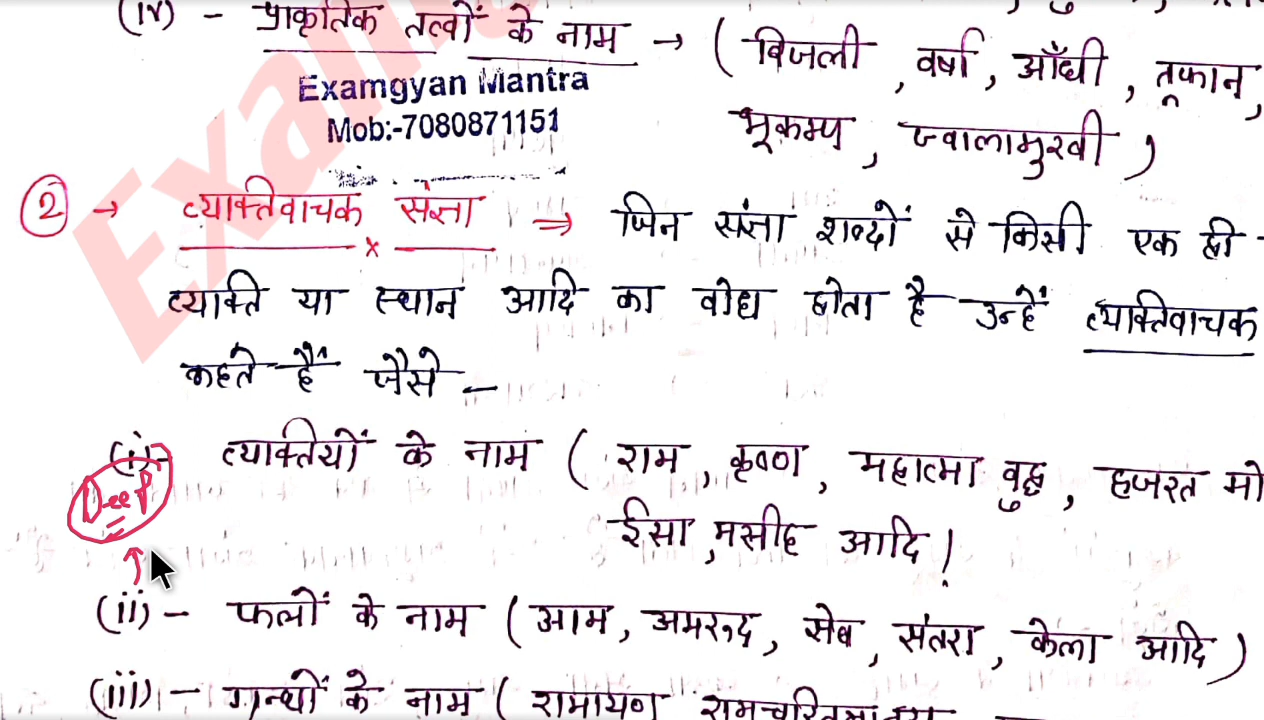 (iv) - प्राकृतिक तत्वों के नाम → ( बिजली , वर्षा , आँधी , तूफान ,
Examgyan Mantra
Mob:-7080871151
भूकम्प , ज्वालामुखी )
2 → व्यक्तिवाचक संज्ञा ⇒ जिन संज्ञा शब्दों से किसी एक ही -
व्यक्ति या स्थान आदि का बोध होता है उन्हें व्यक्तिवाचक
कहते हैं जैसे -
(i)- व्यक्तियों के नाम ( राम , कृष्ण , महात्मा बुद्ध , हजरत मो
Deep
ईसा मसीह आदि !
(ii) - फलों के नाम ( आम , अमरूद , सेब , संतरा , केला आदि )
(iii) - ग्रन्थों के नाम ( रामायण